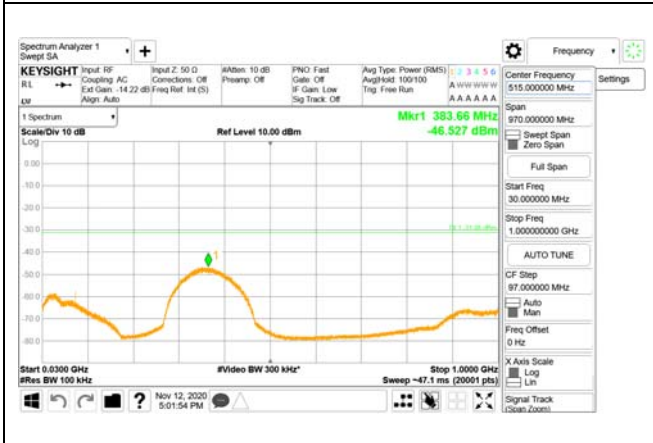 Spectrum Analyzer 1
Swept SA
+
Frequency
KEYSIGHT
Input: RF
Coupling: AC
Ext Gain: -14.22 dB
Align: Auto
RL
Input Z: 50 Ω
Corrections: Off
Freq Ref: Int (S)
#Atten: 10 dB
Preamp: Off
PNO: Fast
Gate: Off
IF Gain: Low
Sig Track: Off
Avg Type: Power (RMS)
Avg|Hold: 100/100
Trig: Free Run
1 2 3 4 5 6
A W W W W W
A A A A A A
Center Frequency
515.000000 MHz
Settings
1 Spectrum
Scale/Div 10 dB
Ref Level 10.00 dBm
Mkr1 383.66 MHz
-46.527 dBm
Log
Span
970.000000 MHz
Swept Span
Zero Span
Full Span
Start Freq
30.000000 MHz
Stop Freq
1.000000000 GHz
AUTO TUNE
CF Step
97.000000 MHz
Auto
Man
Freq Offset
0 Hz
X Axis Scale
Log
Lin
Signal Track
(Span Zoom)
0.00
-10.0
-20.0
-30.0
-40.0
-50.0
-60.0
-70.0
-80.0
1
Start 0.0300 GHz
#Video BW 300 kHz*
Stop 1.0000 GHz
#Res BW 100 kHz
Sweep ~47.1 ms (20001 pts)
?
Nov 12, 2020
5:01:54 PM